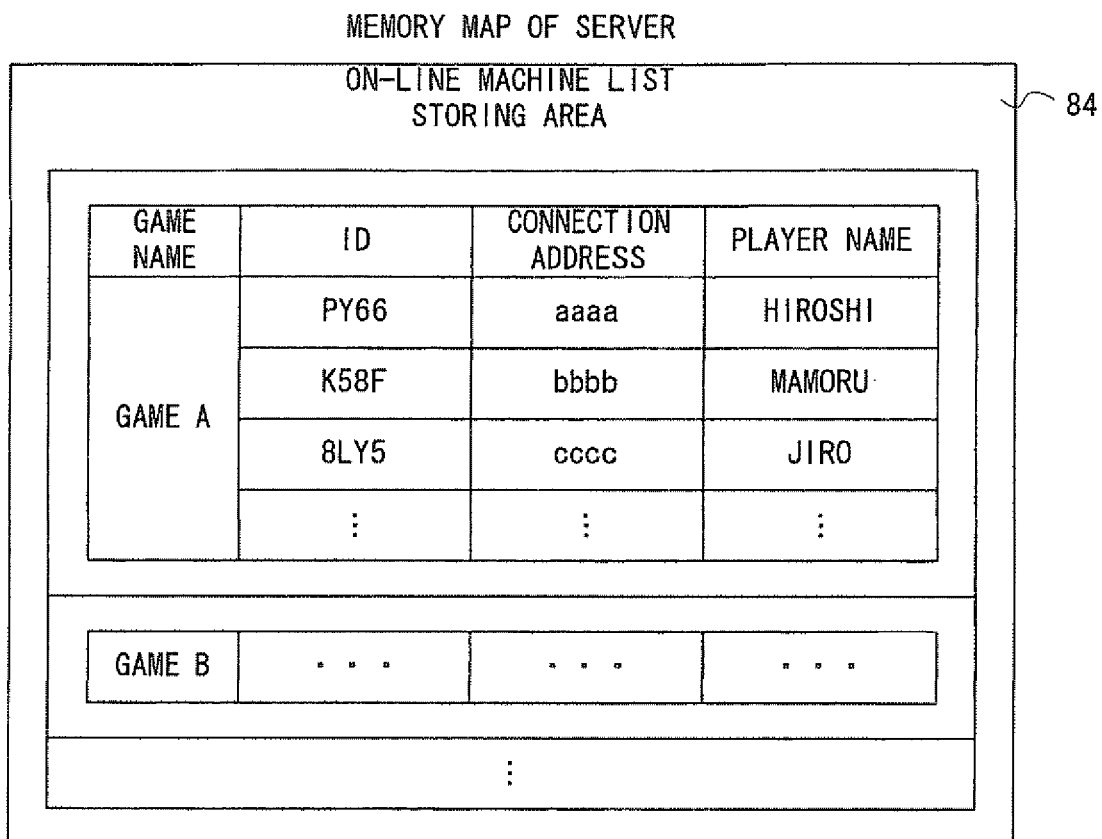 MEMORY MAP OF SERVER
ON-LINE MACHINE LIST
STORING AREA
84
GAME NAME ID CONNECTION ADDRESS PLAYER NAME
GAME A
PY66 aaaa HIROSHI
K58F bbbb MAMORU
8LY5 cccc JIRO
⋮ ⋮ ⋮
GAME B ・・・ ・・・ ・・・
⋮